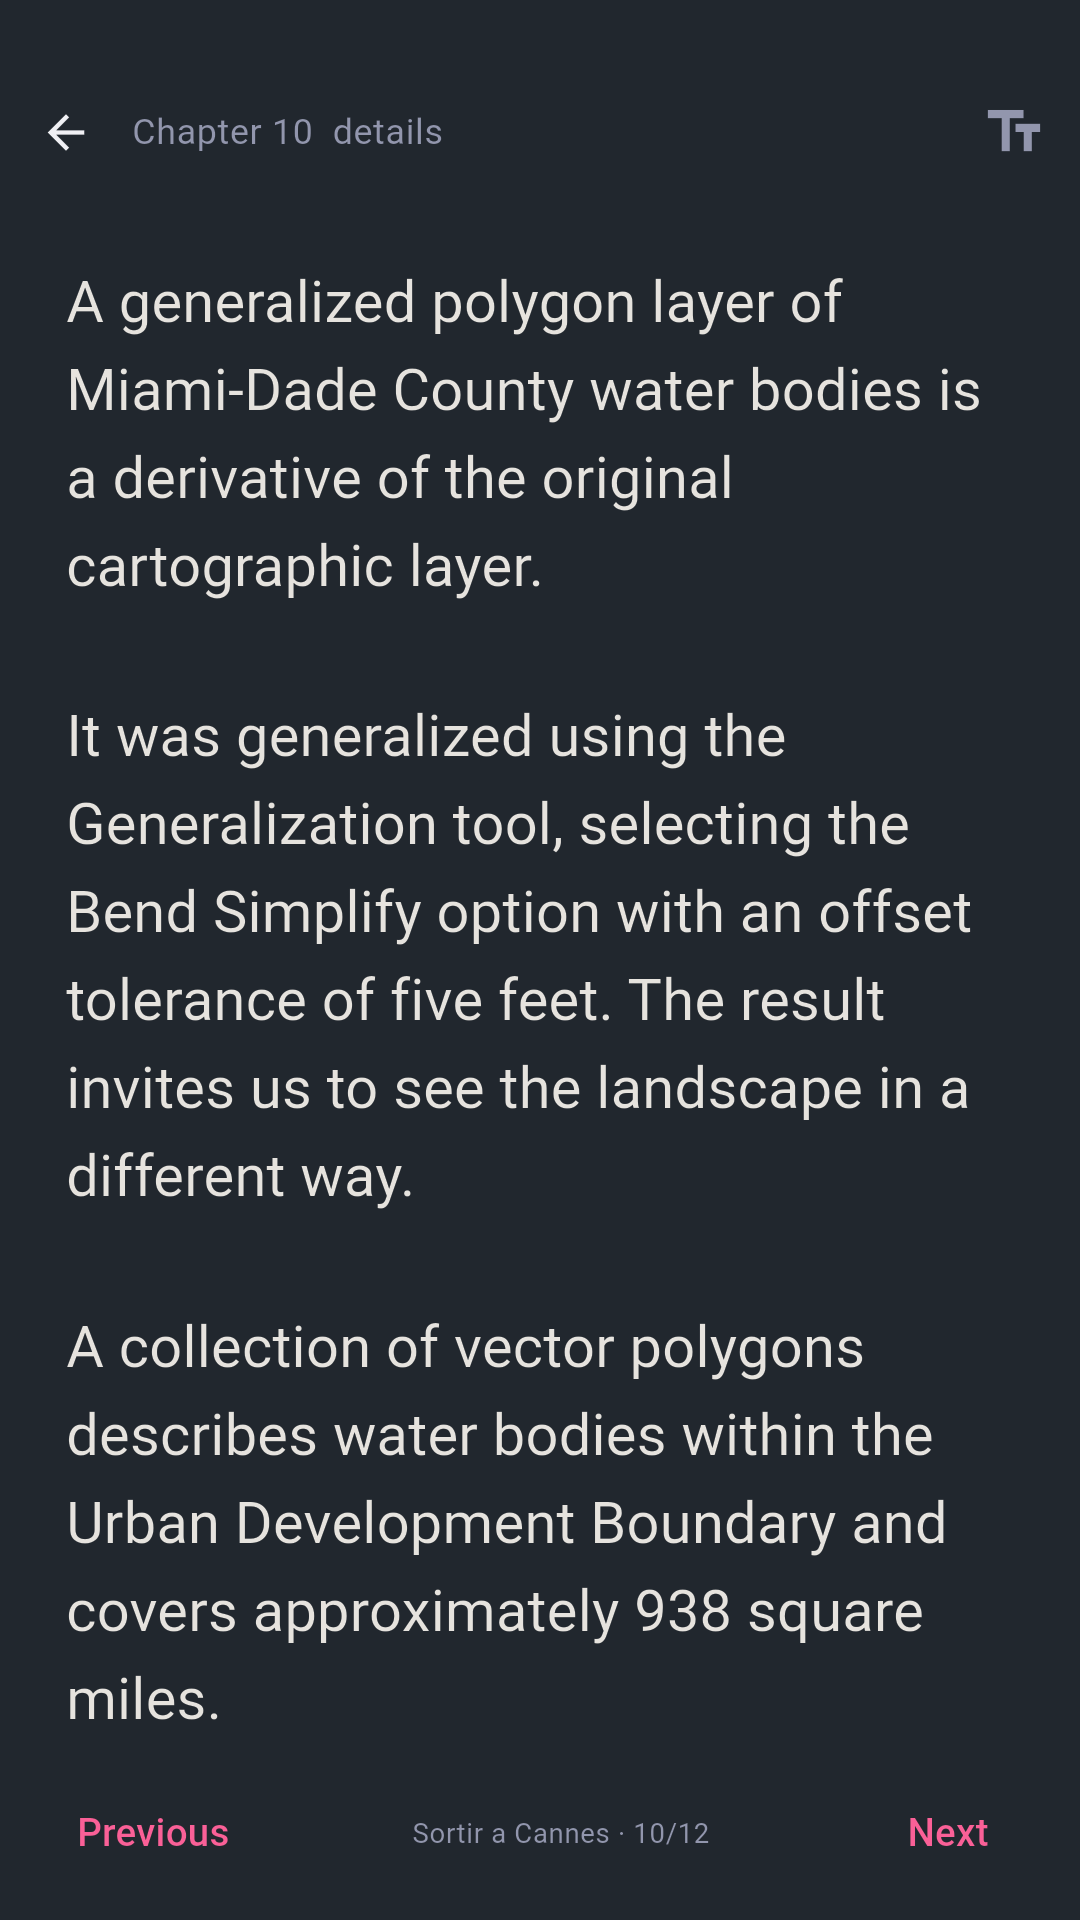 Chapter 10 details
A generalized polygon layer of
Miami-Dade County water bodies is
a derivative of the original
cartographic layer.
It was generalized using the
Generalization tool, selecting the
Bend Simplify option with an offset
tolerance of five feet. The result
invites us to see the landscape in a
different way.
A collection of vector polygons
describes water bodies within the
Urban Development Boundary and
covers approximately 938 square
miles.
Previous
Sortir a Cannes · 10/12
Next